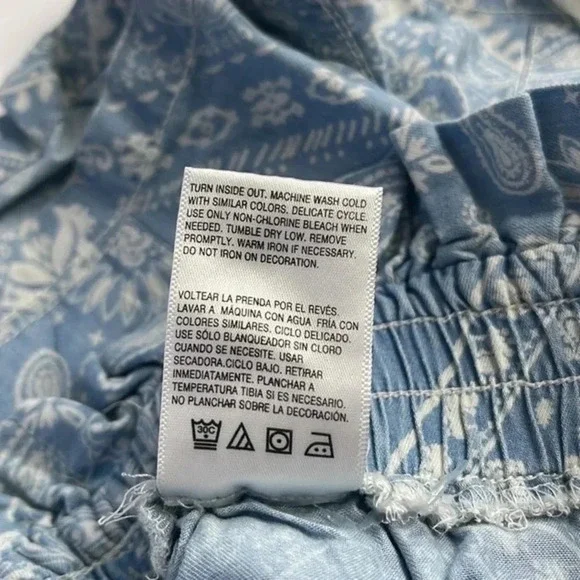 TURN INSIDE OUT. MACHINE WASH COLD
WITH SIMILAR COLORS. DELICATE CYCLE.
USE ONLY NON-CHLORINE BLEACH WHEN
NEEDED. TUMBLE DRY LOW. REMOVE
PROMPTLY. WARM IRON IF NECESSARY.
DO NOT IRON ON DECORATION.
VOLTEAR LA PRENDA POR EL REVÉS.
LAVAR A MÁQUINA CON AGUA FRÍA CON
COLORES SIMILARES. CICLO DELICADO.
USE SÓLO BLANQUEADOR SIN CLORO
CUANDO SE NECESITE. USAR
SECADORA.CICLO BAJO. RETIRAR
INMEDIATAMENTE. PLANCHAR A
TEMPERATURA TIBIA SI ES NECESARIO.
NO PLANCHAR SOBRE LA DECORACIÓN.
30C